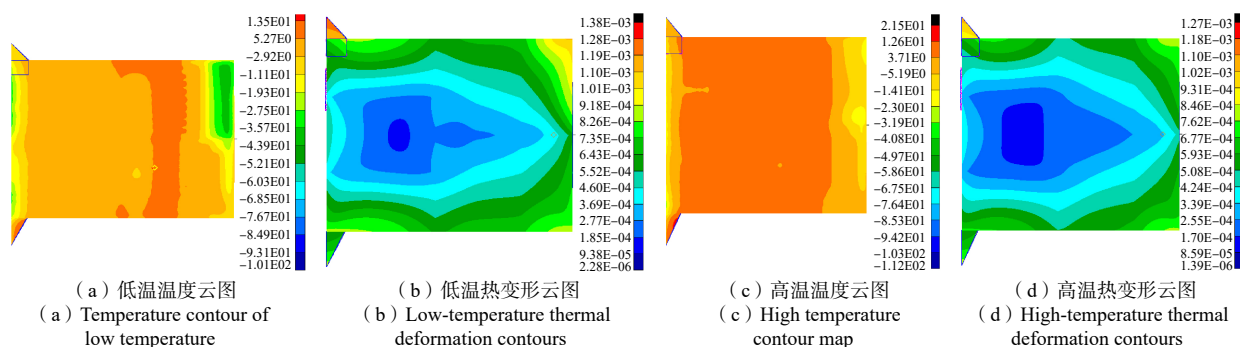 1.35E01
5.27E0
-2.92E0
-1.11E01
-1.93E01
-2.75E01
-3.57E01
-4.39E01
-5.21E01
-6.03E01
-6.85E01
-7.67E01
-8.49E01
-9.31E01
-1.01E02
1.38E-03
1.28E-03
1.19E-03
1.10E-03
1.01E-03
9.18E-04
8.26E-04
7.35E-04
6.43E-04
5.52E-04
4.60E-04
3.69E-04
2.77E-04
1.85E-04
9.38E-05
2.28E-06
2.15E01
1.26E01
3.71E0
-5.19E0
-1.41E01
-2.30E01
-3.19E01
-4.08E01
-4.97E01
-5.86E01
-6.75E01
-7.64E01
-8.53E01
-9.42E01
-1.03E01
-1.12E02
1.27E-03
1.18E-03
1.10E-03
1.02E-03
9.31E-04
8.46E-04
7.62E-04
6.77E-04
5.93E-04
5.08E-04
4.24E-04
3.39E-04
2.55E-04
1.70E-04
8.59E-05
1.39E-06
（a）低温温度云图
（a）Temperature contour of
low temperature
（b）低温热变形云图
（b）Low-temperature thermal
deformation contours
（c）高温温度云图
（c）High temperature
contour map
（d）高温热变形云图
（d）High-temperature thermal
deformation contours